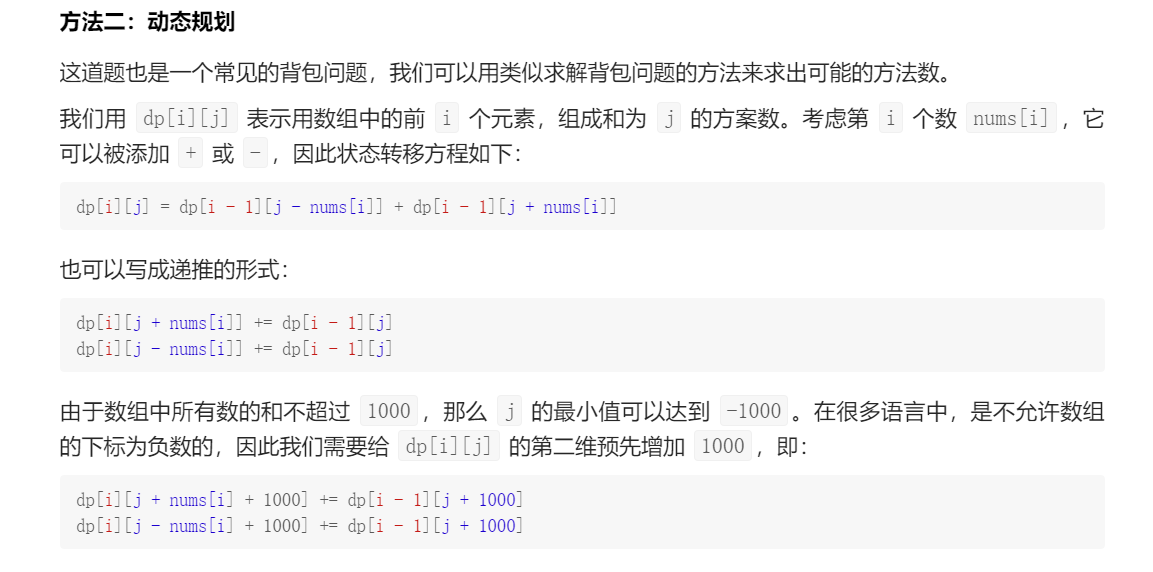 方法二：动态规划
这道题也是一个常见的背包问题，我们可以用类似求解背包问题的方法来求出可能的方法数。
我们用 dp[i][j] 表示用数组中的前 i 个元素，组成和为 j 的方案数。考虑第 i 个数 nums[i]，它
可以被添加 + 或 -，因此状态转移方程如下：
dp[i][j] = dp[i - 1][j - nums[i]] + dp[i - 1][j + nums[i]]
也可以写成递推的形式：
dp[i][j + nums[i]] += dp[i - 1][j]
dp[i][j - nums[i]] += dp[i - 1][j]
由于数组中所有数的和不超过 1000，那么 j 的最小值可以达到 -1000。在很多语言中，是不允许数组
的下标为负数的，因此我们需要给 dp[i][j] 的第二维预先增加 1000，即：
dp[i][j + nums[i] + 1000] += dp[i - 1][j + 1000]
dp[i][j - nums[i] + 1000] += dp[i - 1][j + 1000]